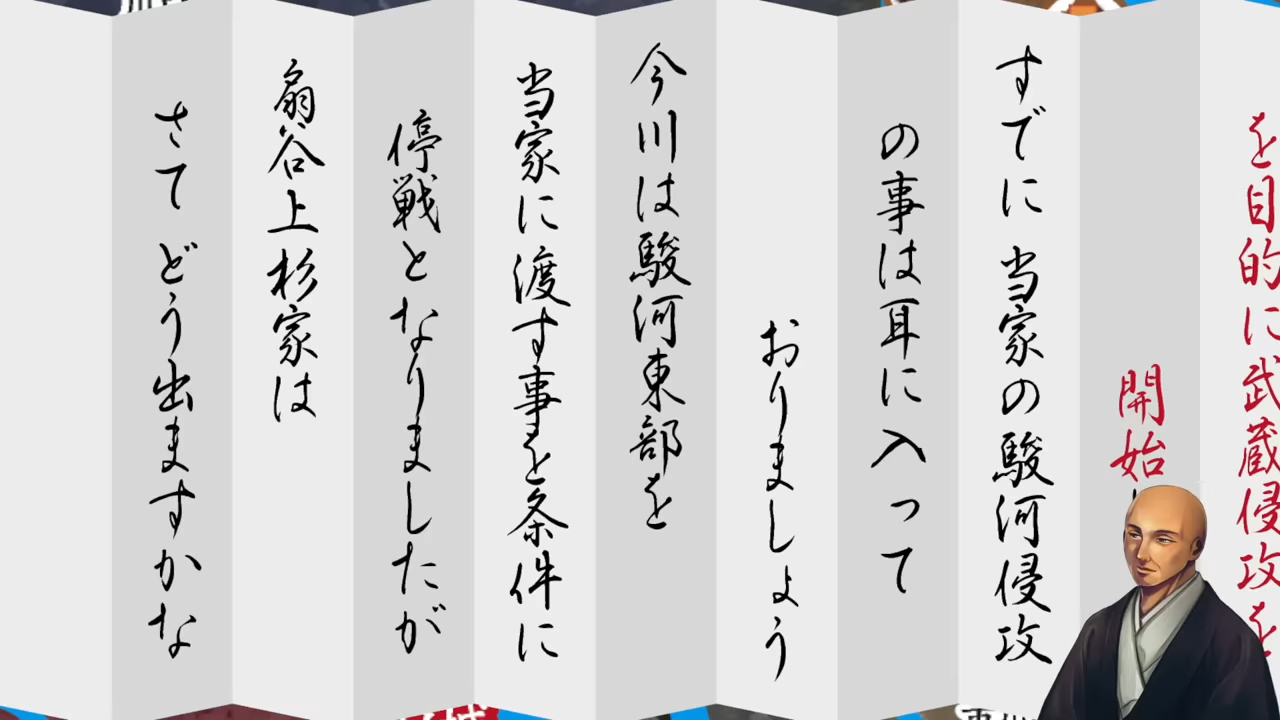 を目的に武蔵侵攻を
開始
すでに 当家の駿河侵攻
の事は耳に入って
おりましょう
今川は駿河東部を
当家に渡す事を条件に
停戦となりましたが
扇谷上杉家は
さて どう出ますかな